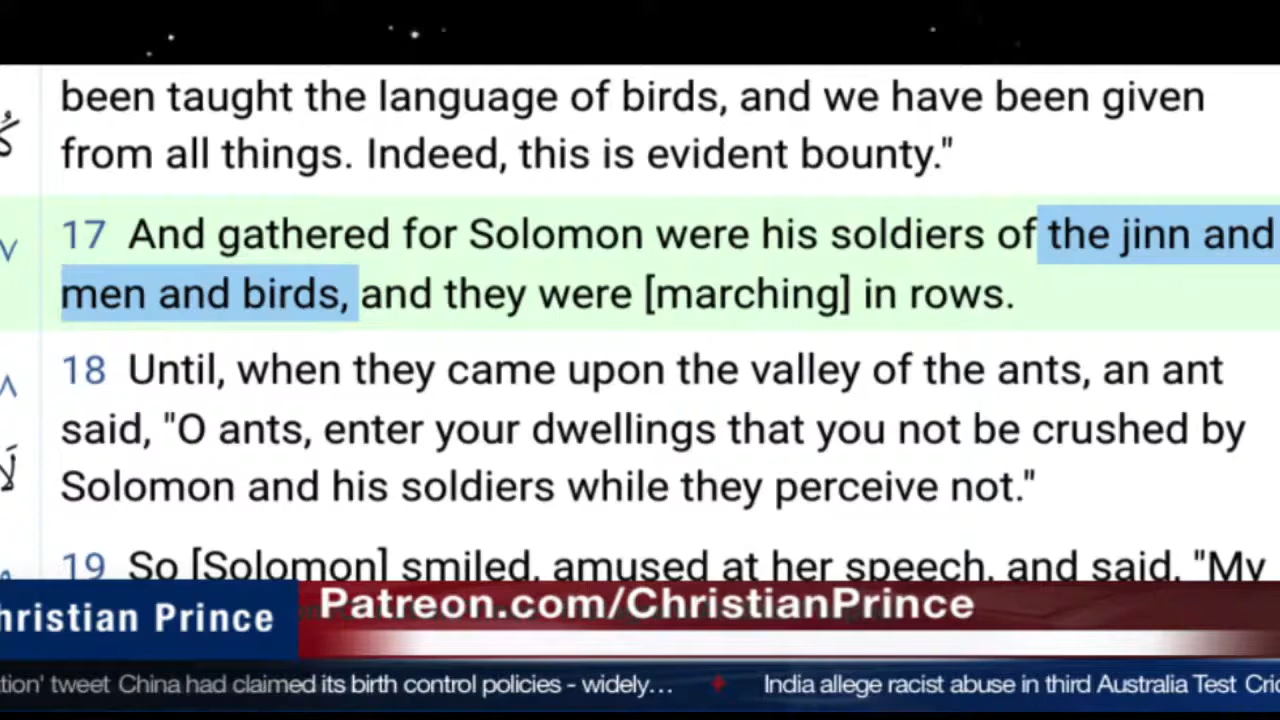 been taught the language of birds, and we have been given
from all things. Indeed, this is evident bounty."
17 And gathered for Solomon were his soldiers of the jinn and
men and birds, and they were [marching] in rows.
18 Until, when they came upon the valley of the ants, an ant
said, "O ants, enter your dwellings that you not be crushed by
Solomon and his soldiers while they perceive not."
19 So [Solomon] smiled, amused at her speech, and said, "My
hristian Prince
Patreon.com/ChristianPrince
tion' tweet China had claimed its birth control policies - widely... India allege racist abuse in third Australia Test Cri